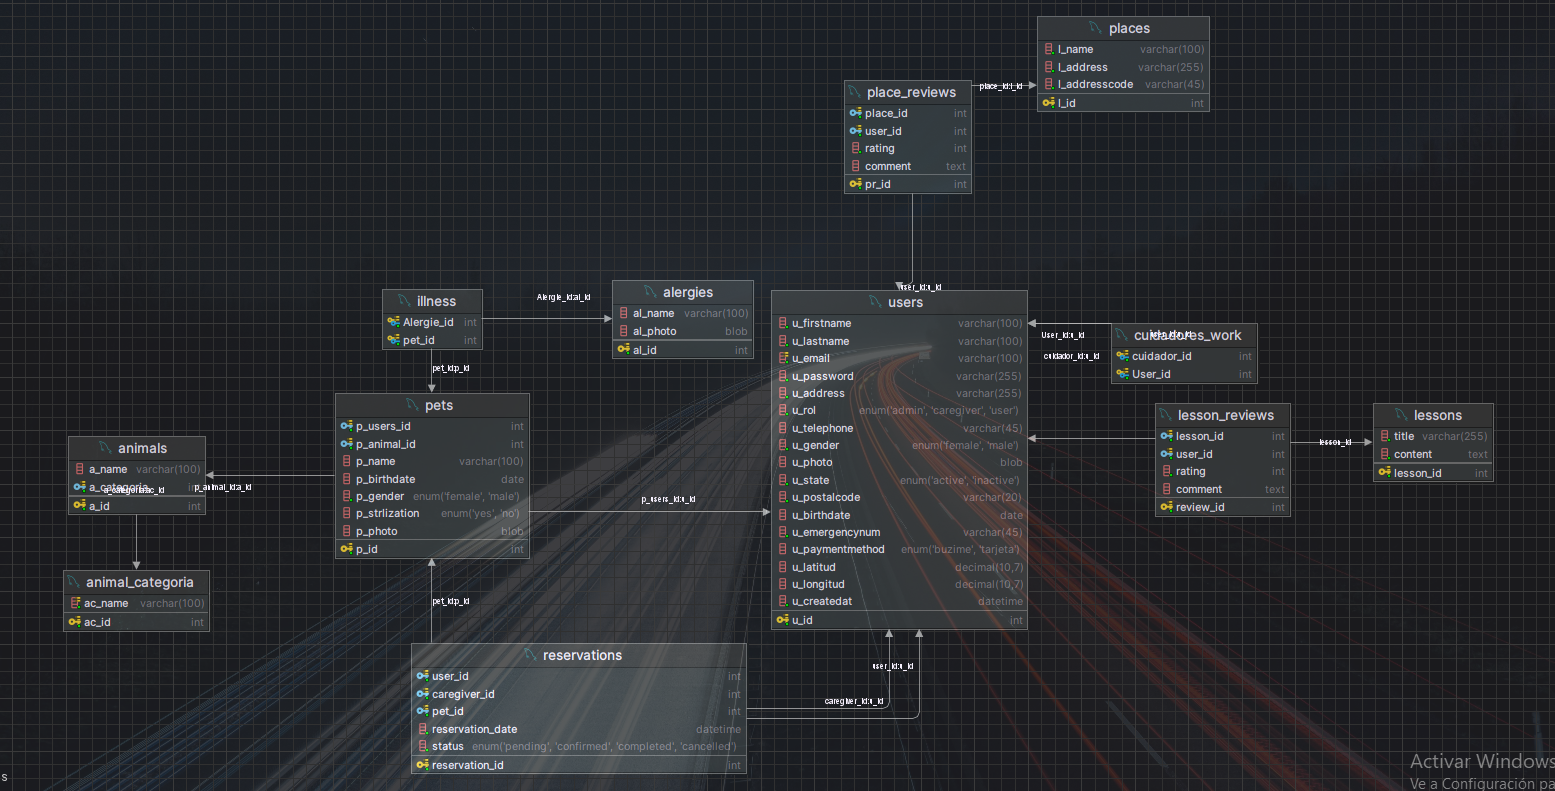 places
l_name varchar(100)
l_address varchar(255)
l_addresscode varchar(45)
l_id int
place_reviews
place_id int
user_id int
rating int
comment text
pr_id int
place_id:l_id
user_id:u_id
illness
Alergie_id int
pet_id int
Alergie_id:al_id
alergies
al_name varchar(100)
al_photo blob
al_id int
pet_id:p_id
users
u_firstname varchar(100)
u_lastname varchar(100)
u_email varchar(100)
u_password varchar(255)
u_address varchar(255)
u_rol enum('admin', 'caregiver', 'user')
u_telephone varchar(45)
u_gender enum('female', 'male')
u_photo blob
u_state enum('active', 'inactive')
u_postalcode varchar(20)
u_birthdate date
u_emergencynum varchar(45)
u_paymentmethod enum('buzime', 'tarjeta')
u_latitud decimal(10,7)
u_longitud decimal(10,7)
u_createdat datetime
u_id int
cuidadores_work
cuidador_id int
User_id int
User_id:u_id
cuidador_id:u_id
lesson_reviews
lesson_id int
user_id int
rating int
comment text
review_id int
lesson_id
lessons
title varchar(255)
content text
lesson_id int
pets
p_users_id int
p_animal_id int
p_name varchar(100)
p_birthdate date
p_gender enum('female', 'male')
p_strlization enum('yes', 'no')
p_photo blob
p_id int
p_users_id:u_id
animals
a_name varchar(100)
a_categoria int
a_id int
p_animal_id:a_id
animal_categoria
ac_name varchar(100)
ac_id int
pet_id:p_id
reservations
user_id int
caregiver_id int
pet_id int
reservation_date datetime
status enum('pending', 'confirmed', 'completed', 'cancelled')
reservation_id int
user_id:u_id
caregiver_id:u_id
Activar Windows
Ve a Configuración pa
s